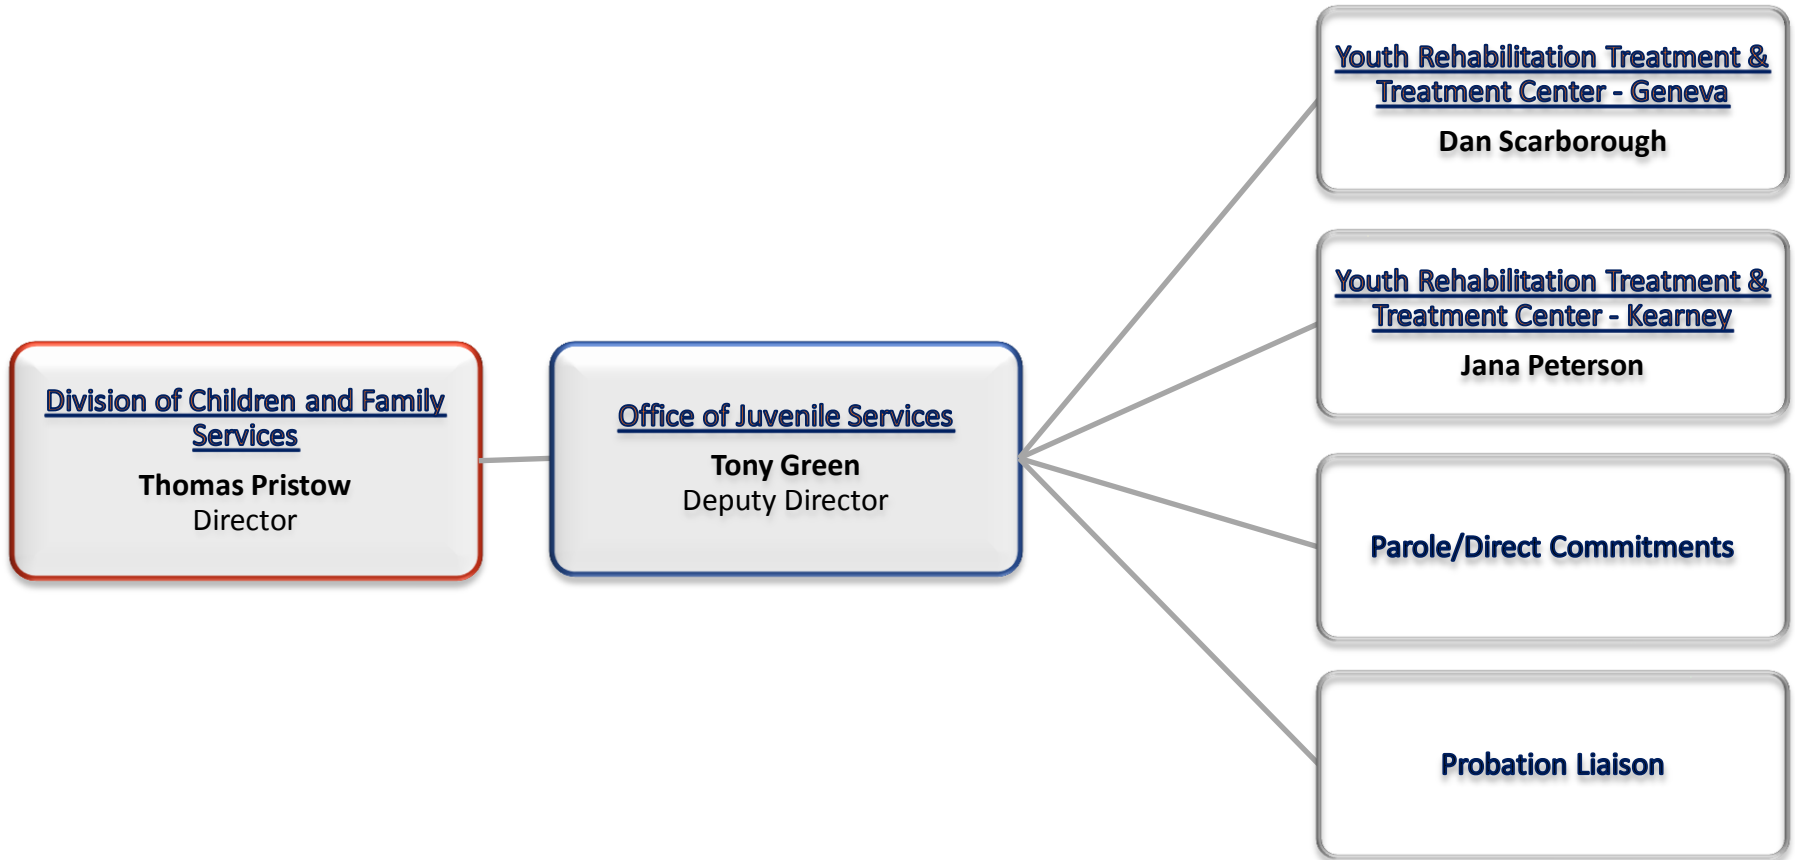 Division of Children and Family
Services
Thomas Pristow
Director
Office of Juvenile Services
Tony Green
Deputy Director
Youth Rehabilitation Treatment &
Treatment Center - Geneva
Dan Scarborough
Youth Rehabilitation Treatment &
Treatment Center - Kearney
Jana Peterson
Parole/Direct Commitments
Probation Liaison